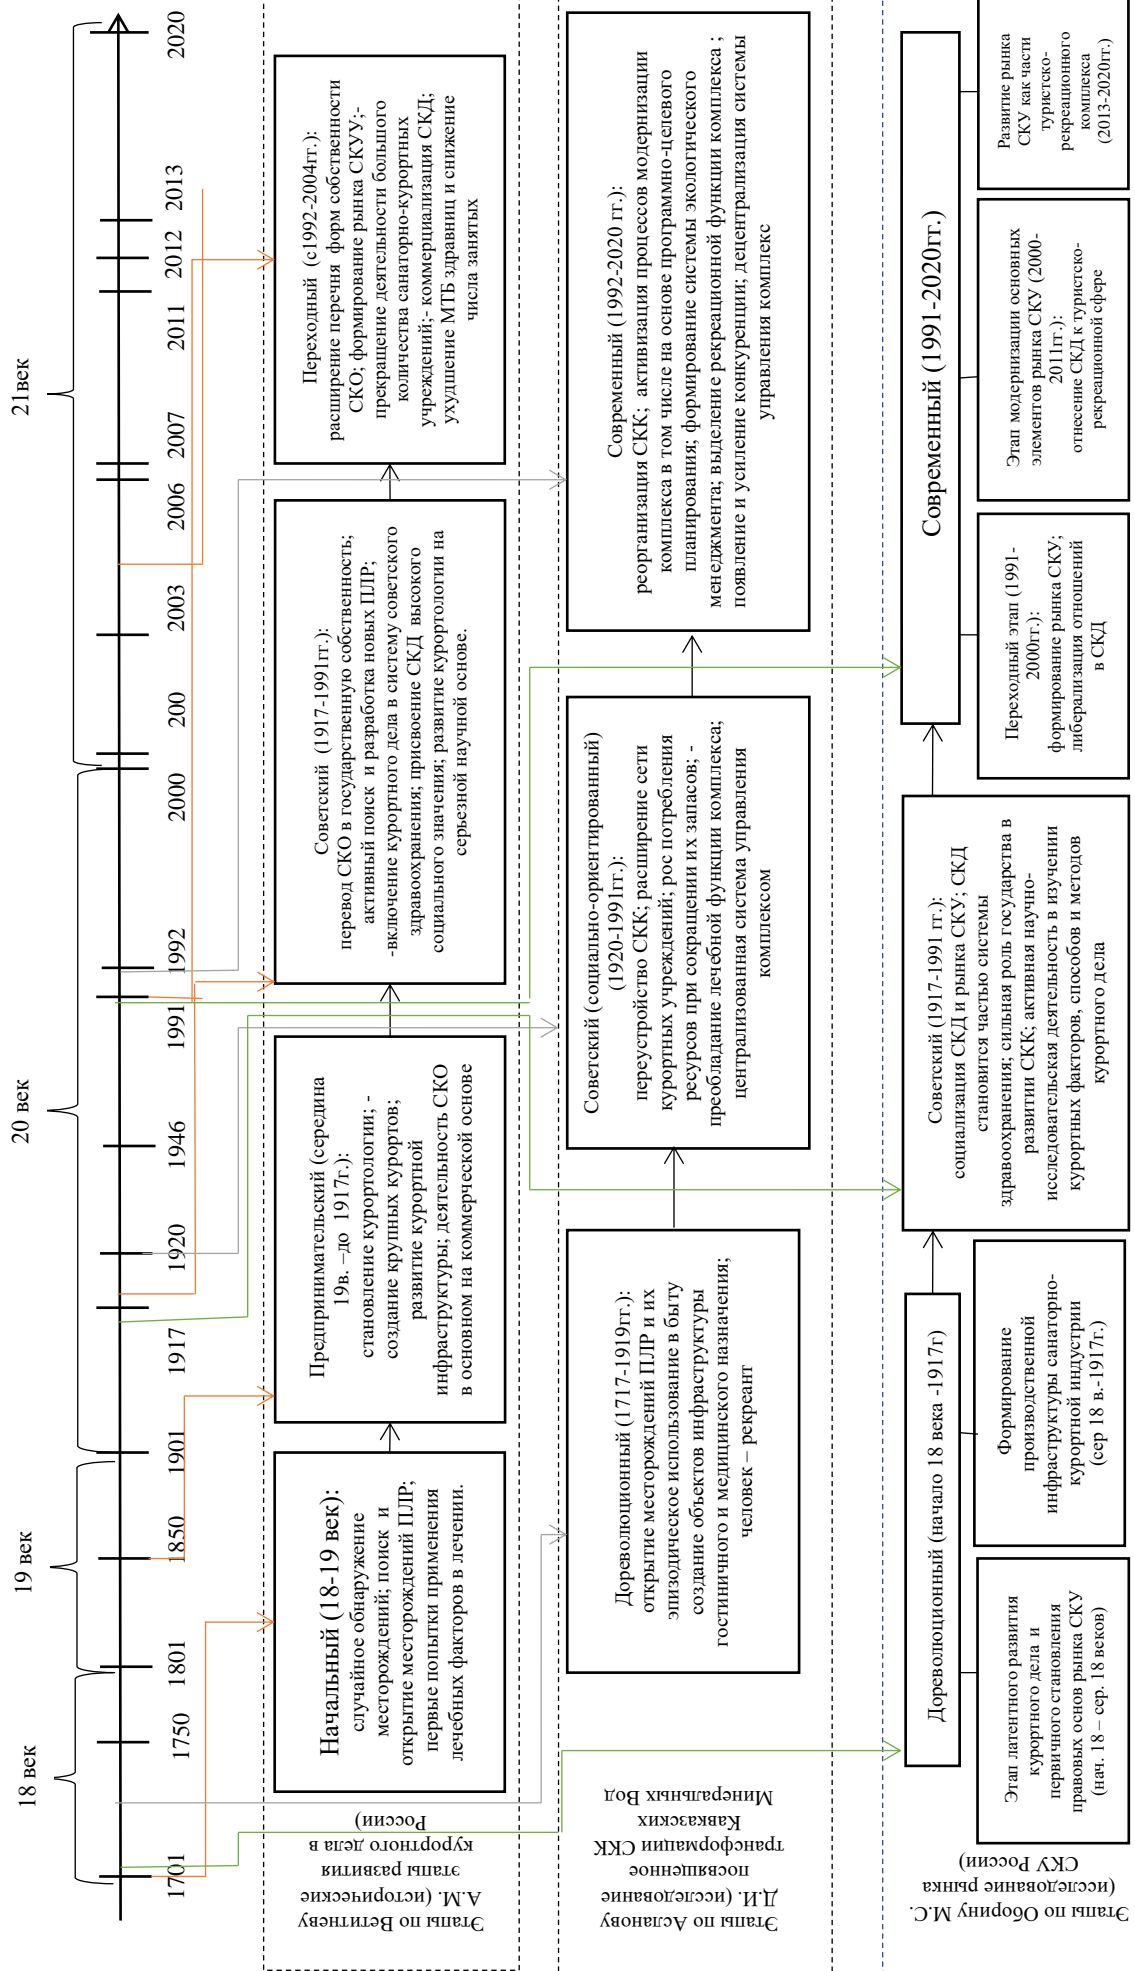 18 век
19 век
20 век
21век
1701
1750
1801
1850
1901
1917
1920
1946
1991
1992
2000
200
2003
2006
2007
2011
2012
2013
2020
Этапы по Ветитневу
А.М. (исторические
этапы развития
курортного дела в
России)
Начальный (18-19 век):
случайное обнаружение
месторождений; поиск и
открытие месторождений ПЛР;
первые попытки применения
лечебных факторов в лечении.
Предпринимательский (середина
19в. –до 1917г.):
становление курортологии; -
создание крупных курортов;
развитие курортной
инфраструктуры; деятельность СКО
в основном на коммерческой основе
Советский (1917-1991гг.):
перевод СКО в государственную собственность;
активный поиск и разработка новых ПЛР;
-включение курортного дела в систему советского
здравоохранения; присвоение СКД высокого
социального значения; развитие курортологии на
серьезной научной основе.
Переходный (с1992-2004гг.):
расширение перечня форм собственности
СКО; формирование рынка СКУУ;-
прекращение деятельности большого
количества санаторно-курортных
учреждений;- коммерциализация СКД;
ухудшение МТБ здравниц и снижение
числа занятых
Этапы по Асланову
Д.И. (исследование
посвященное
трансформации СКК
Кавказских
Минеральных Вод
Дореволюционный (1717-1919гг.):
открытие месторождений ПЛР и их
эпизодическое использование в быту
создание объектов инфраструктуры
гостиничного и медицинского назначения;
человек – рекреант
Советский (социально-ориентированный)
(1920-1991гг.):
переустройство СКК; расширение сети
курортных учреждений; рост потребления
ресурсов при сокращении их запасов; -
преобладание лечебной функции комплекса;
централизованная система управления
комплексом
Современный (1992-2020 гг.):
реорганизация СКК; активизация процессов модернизации
комплекса в том числе на основе программно-целевого
планирования; формирование системы экологического
менеджмента; выделение рекреационной функции комплекса ;
появление и усиление конкуренции; децентрализация системы
управления комплекс
Этапы по Оборину М.С.
(исследование рынка
СКУ России)
Дореволюционный (начало 18 века -1917г)
Этап латентного развития
курортного дела и
первичного становления
правовых основ рынка СКУ
(нач. 18 – сер. 18 веков)
Формирование
производственной
инфраструктуры санаторно-
курортной индустрии
(сер 18 в.-1917г.)
Советский (1917-1991 гг.):
социализация СКД и рынка СКУ; СКД
становится частью системы
здравоохранения; сильная роль государства в
развитии СКК; активная научно-
исследовательская деятельность в изучении
курортных факторов, способов и методов
курортного дела
Современный (1991-2020гг.)
Переходный этап (1991-
2000гг.):
формирование рынка СКУ;
либерализация отношений
в СКД
Этап модернизации основных
элементов рынка СКУ (2000-
2011гг.):
отнесение СКД к туристско-
рекреационной сфере
Развитие рынка
СКУ как части
туристско-
рекреационного
комплекса
(2013-2020гг.)